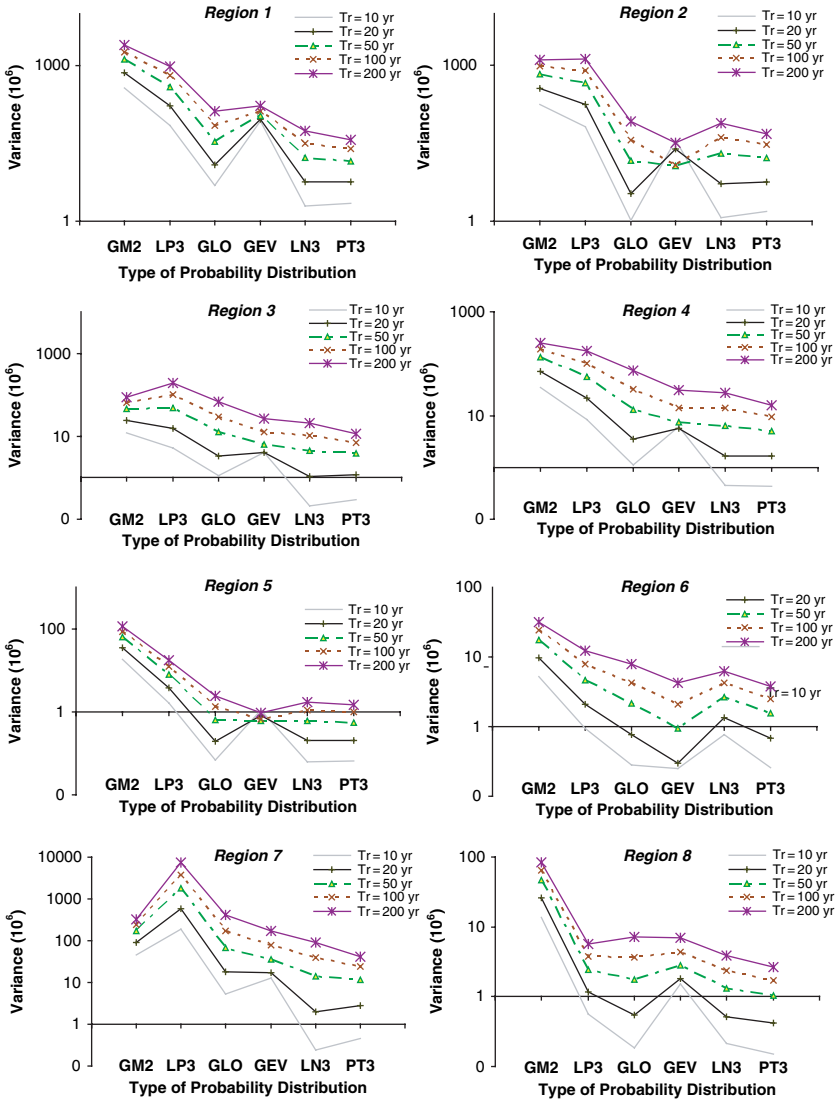 Region 1
Tr = 10 yr
Tr = 20 yr
Tr = 50 yr
Tr = 100 yr
Tr = 200 yr
1000
1
Variance (10⁶)
GM2 LP3 GLO GEV LN3 PT3
Type of Probability Distribution
Region 2
Tr = 10 yr
Tr = 20 yr
Tr = 50 yr
Tr = 100 yr
Tr = 200 yr
1000
1
Variance (10⁶)
GM2 LP3 GLO GEV LN3 PT3
Type of Probability Distribution
Region 3
Tr = 10 yr
Tr = 20 yr
Tr = 50 yr
Tr = 100 yr
Tr = 200 yr
1000
10
0
Variance (10⁶)
GM2 LP3 GLO GEV LN3 PT3
Type of Probability Distribution
Region 4
Tr = 10 yr
Tr = 20 yr
Tr = 50 yr
Tr = 100 yr
Tr = 200 yr
1000
10
0
Variance (10⁶)
GM2 LP3 GLO GEV LN3 PT3
Type of Probability Distribution
Region 5
Tr = 10 yr
Tr = 20 yr
Tr = 50 yr
Tr = 100 yr
Tr = 200 yr
100
1
0
Variance (10⁶)
GM2 LP3 GLO GEV LN3 PT3
Type of Probability Distribution
Region 6
Tr = 20 yr
Tr = 50 yr
Tr = 100 yr
Tr = 200 yr
Tr = 10 yr
100
10
1
0
Variance (10⁶)
GM2 LP3 GLO GEV LN3 PT3
Type of Probability Distribution
Region 7
Tr = 10 yr
Tr = 20 yr
Tr = 50 yr
Tr = 100 yr
Tr = 200 yr
10000
1000
100
10
1
0
Variance (10⁶)
GM2 LP3 GLO GEV LN3 PT3
Type of Probability Distribution
Region 8
Tr = 10 yr
Tr = 20 yr
Tr = 50 yr
Tr = 100 yr
Tr = 200 yr
100
10
1
0
Variance (10⁶)
GM2 LP3 GLO GEV LN3 PT3
Type of Probability Distribution